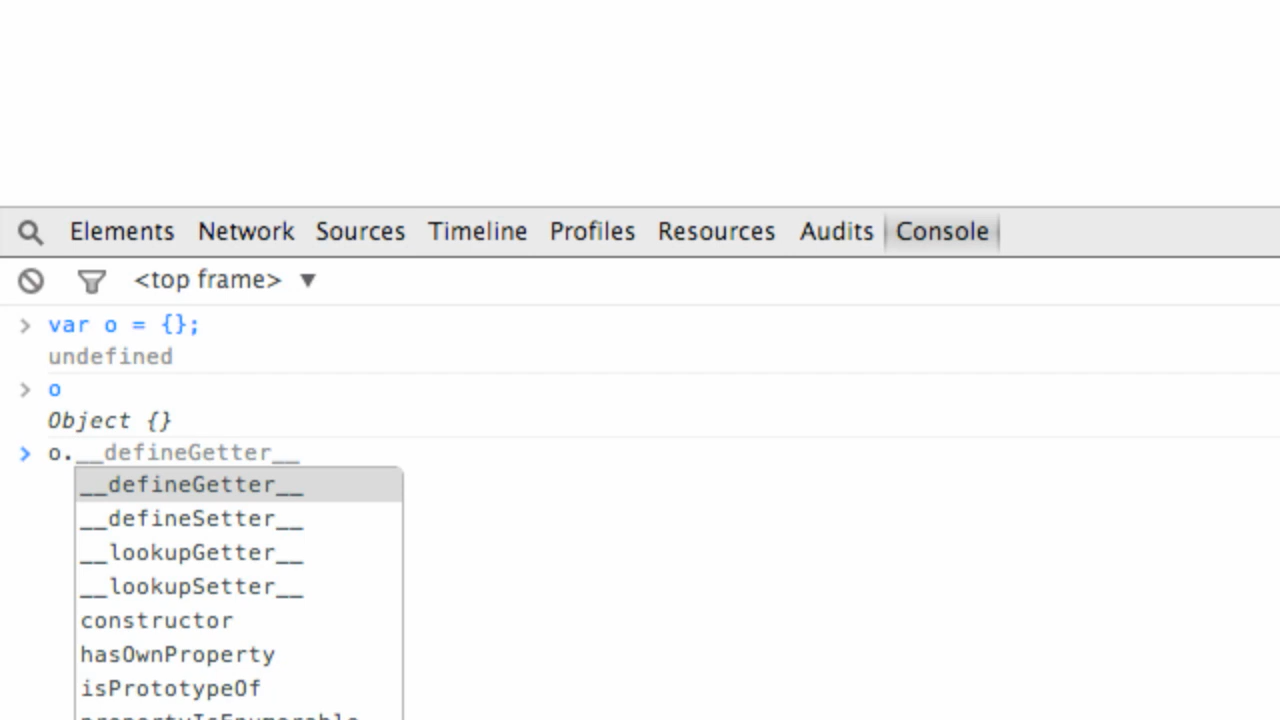 Elements Network Sources Timeline Profiles Resources Audits Console
<top frame> ▼
> var o = {};
undefined
> o
Object {}
> o.__defineGetter__
__defineGetter__
__defineSetter__
__lookupGetter__
__lookupSetter__
constructor
hasOwnProperty
isPrototypeOf
propertyIsEnumerable